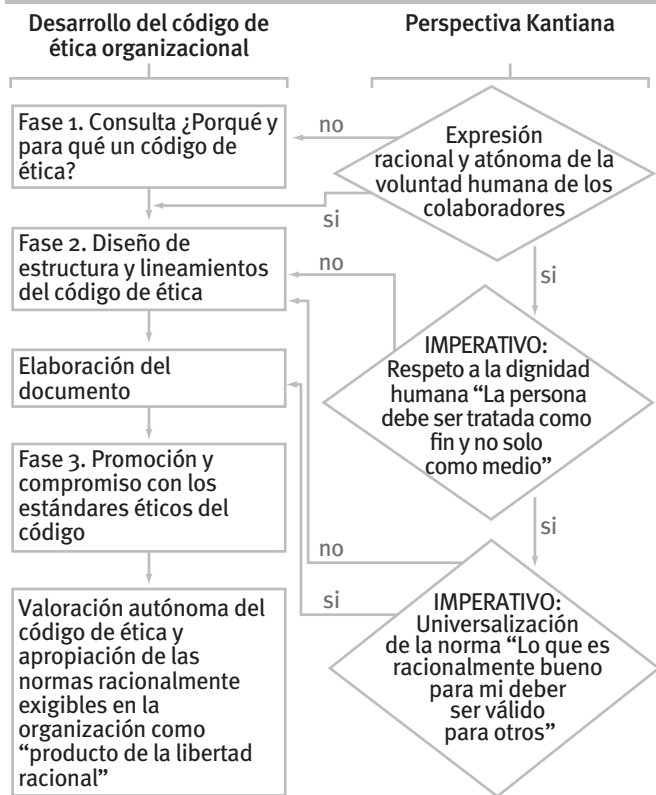 Desarrollo del código de
ética organizacional
Perspectiva Kantiana
Fase 1. Consulta ¿Porqué y
para qué un código de
ética?
no
Expresión
racional y atónoma de la
voluntad humana de los
colaboradores
si
Fase 2. Diseño de
estructura y lineamientos
del código de ética
no
si
IMPERATIVO:
Respeto a la dignidad
humana “La persona
debe ser tratada como
fin y no solo
como medio”
Elaboración del
documento
Fase 3. Promoción y
compromiso con los
estándares éticos del
código
si
no
si
IMPERATIVO:
Universalización
de la norma “Lo que es
racionalmente bueno
para mi deber
ser válido
para otros”
Valoración autónoma del
código de ética y
apropiación de las
normas racionalmente
exigibles en la
organización como
“producto de la libertad
racional”